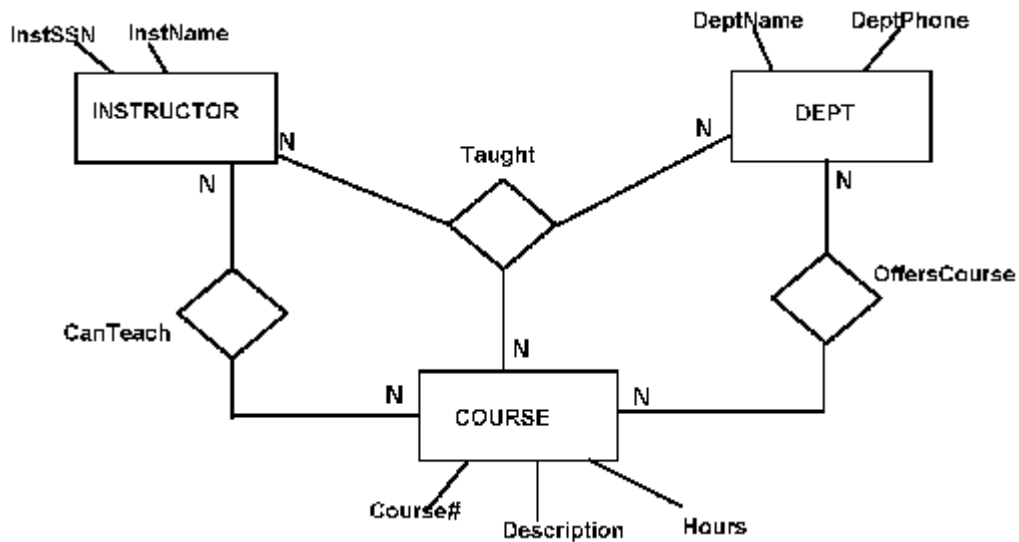 InstSSN InstName
DeptName DeptPhone
INSTRUCTOR
DEPT
N
N
Taught
N
N
OffersCourse
CanTeach
N
N
N
COURSE
Course#
Description
Hours